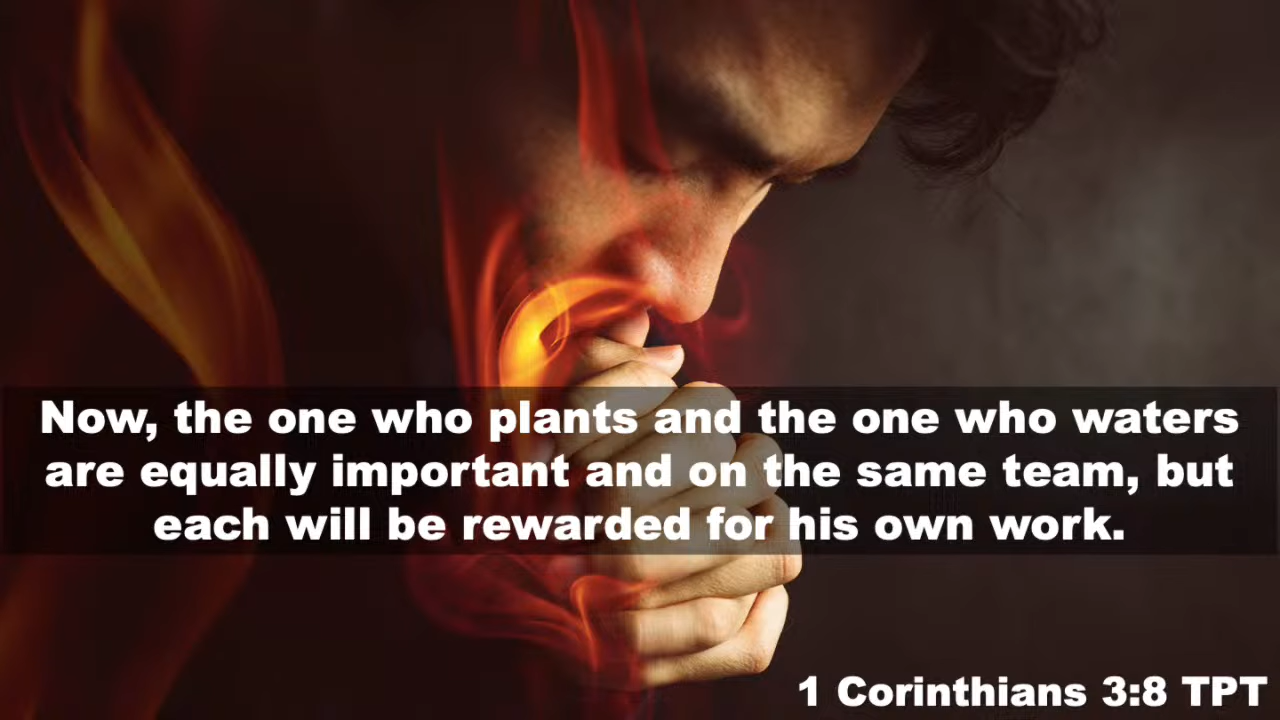 Now, the one who plants and the one who waters
are equally important and on the same team, but
each will be rewarded for his own work.
1 Corinthians 3:8 TPT